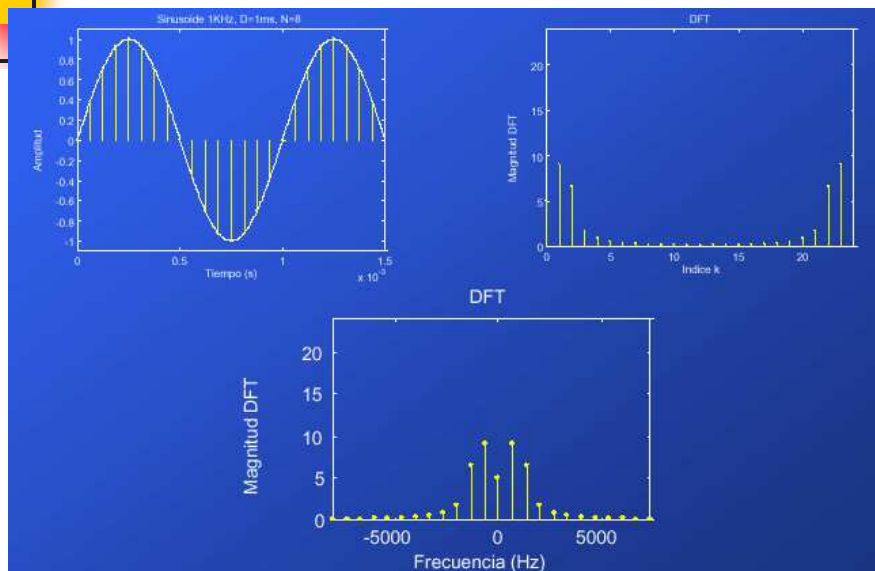 Sinusoide 1KHz, D=1ms, N=8
1
0.8
0.6
0.4
0.2
0
-0.2
-0.4
-0.6
-0.8
-1
Amplitud
0 0.5 1 1.5
Tiempo (s)
x 10⁻³
DFT
20
15
10
5
0
Magnitud DFT
0 5 10 15 20
Indice k
DFT
20
15
10
5
0
Magnitud DFT
-5000 0 5000
Frecuencia (Hz)